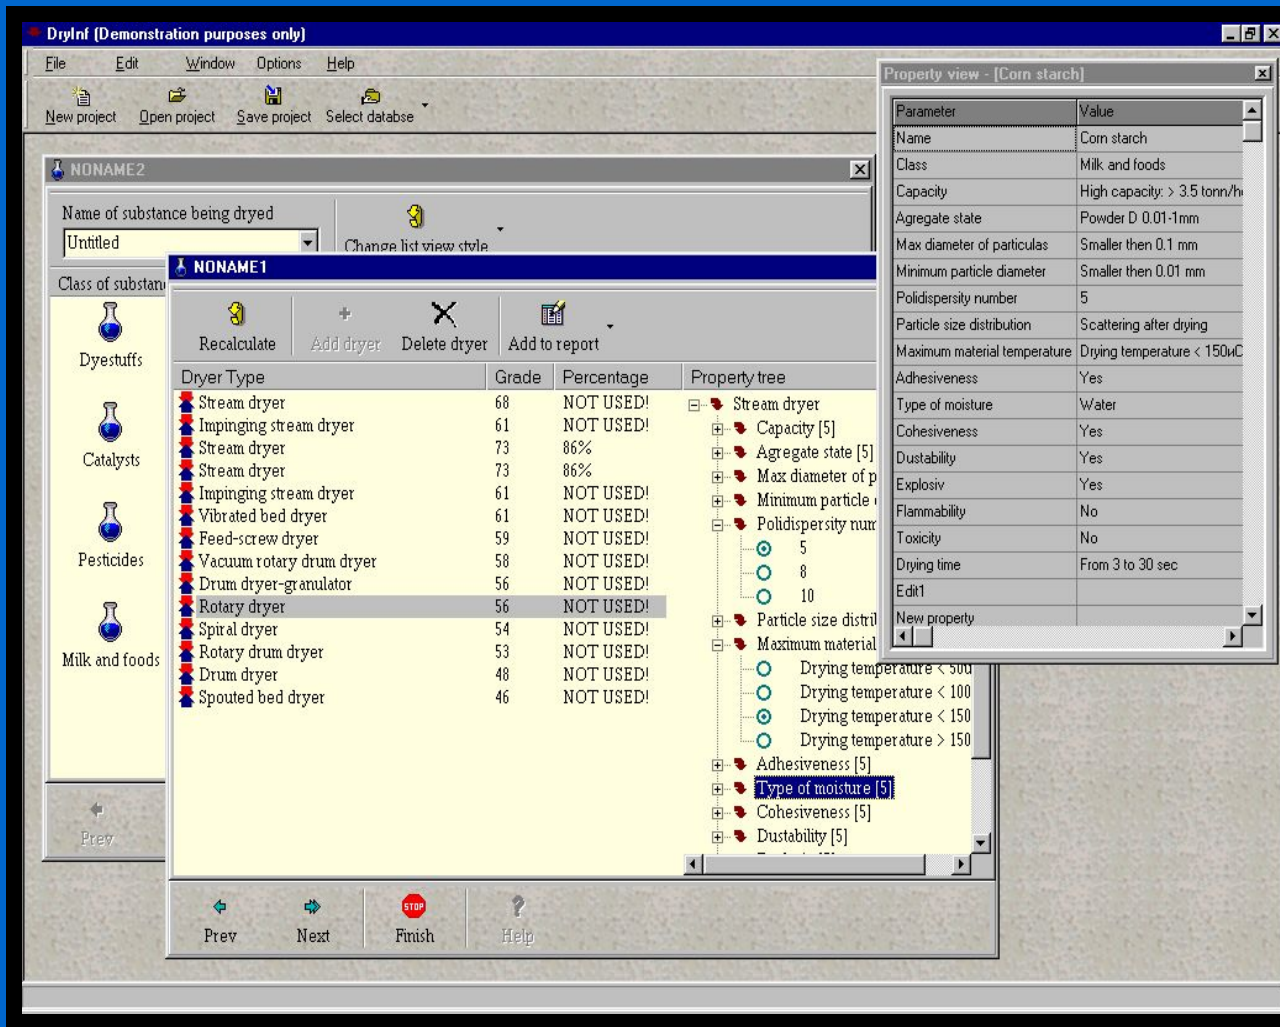 DryInf (Demonstration purposes only)
File Edit Window Options Help
New project Open project Save project Select databse
NONAME2
Name of substance being dryed
Untitled
Change list view style
Class of substan
Dyestuffs
Catalysts
Pesticides
Milk and foods
Prev
NONAME1
Recalculate Add dryer Delete dryer Add to report
Dryer Type Grade Percentage Property tree
Stream dryer 68 NOT USED!
Impinging stream dryer 61 NOT USED!
Stream dryer 73 86%
Stream dryer 73 86%
Impinging stream dryer 61 NOT USED!
Vibrated bed dryer 61 NOT USED!
Feed-screw dryer 59 NOT USED!
Vacuum rotary drum dryer 58 NOT USED!
Drum dryer-granulator 56 NOT USED!
Rotary dryer 56 NOT USED!
Spiral dryer 54 NOT USED!
Rotary drum dryer 53 NOT USED!
Drum dryer 48 NOT USED!
Spouted bed dryer 46 NOT USED!
Stream dryer
Capacity [5]
Agregate state [5]
Max diameter of p
Minimum particle
Polidispersity num
5
8
10
Particle size distril
Maximum material
Drying temperature < 500
Drying temperature < 100
Drying temperature < 150
Drying temperature > 150
Adhesiveness [5]
Type of moisture [5]
Cohesiveness [5]
Dustability [5]
Prev Next STOP Finish Help
Property view - [Corn starch]
Parameter Value
Name Corn starch
Class Milk and foods
Capacity High capacity: > 3.5 tonn/h
Agregate state Powder D 0.01-1mm
Max diameter of particulas Smaller then 0.1 mm
Minimum particle diameter Smaller then 0.01 mm
Polidispersity number 5
Particle size distribution Scattering after drying
Maximum material temperature Drying temperature < 150иC
Adhesiveness Yes
Type of moisture Water
Cohesiveness Yes
Dustability Yes
Explosiv Yes
Flammability No
Toxicity No
Drying time From 3 to 30 sec
Edit1
New property